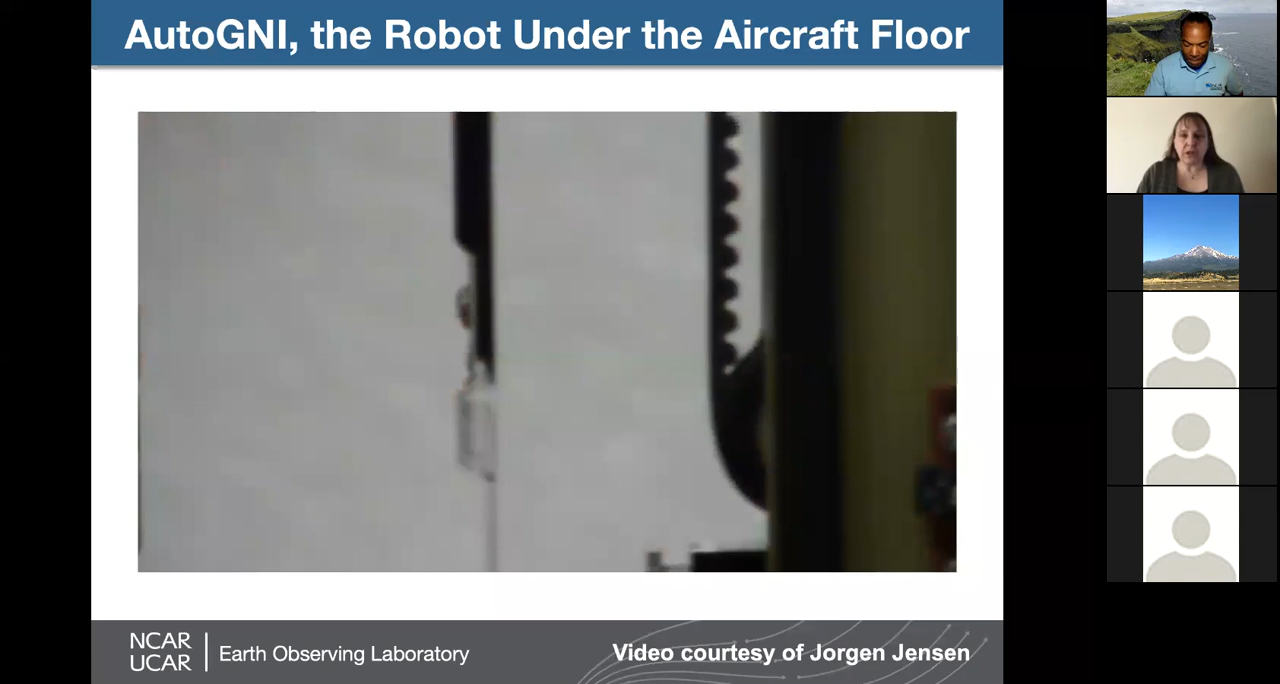 AutoGNI, the Robot Under the Aircraft Floor
NCAR
UCAR
Earth Observing Laboratory
Video courtesy of Jorgen Jensen